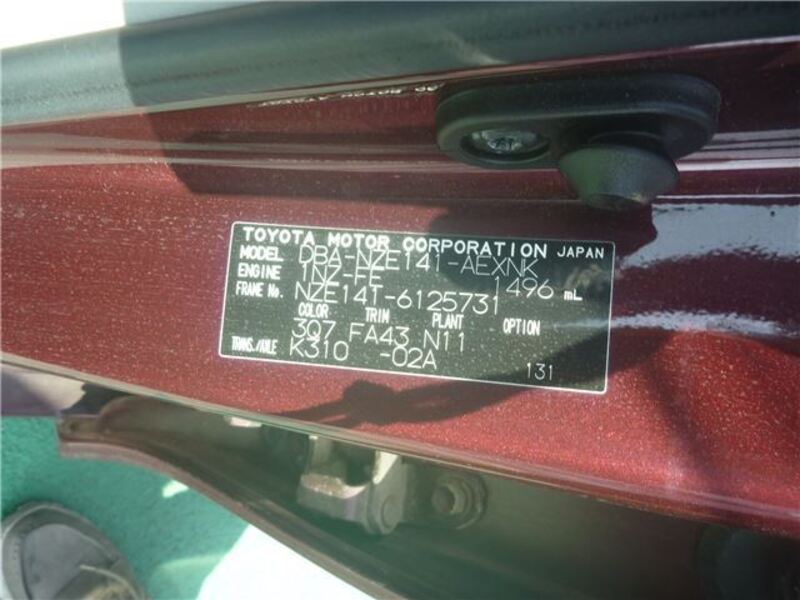 TOYOTA MOTOR CORPORATION JAPAN
MODEL DBA-NZE141-AEXNK
ENGINE 1NZ-FE 1496 mL
FRAME No. NZE141-6125731
COLOR TRIM PLANT OPTION
3Q7 FA43 N11
TRANS./AXLE K310 -02A 131